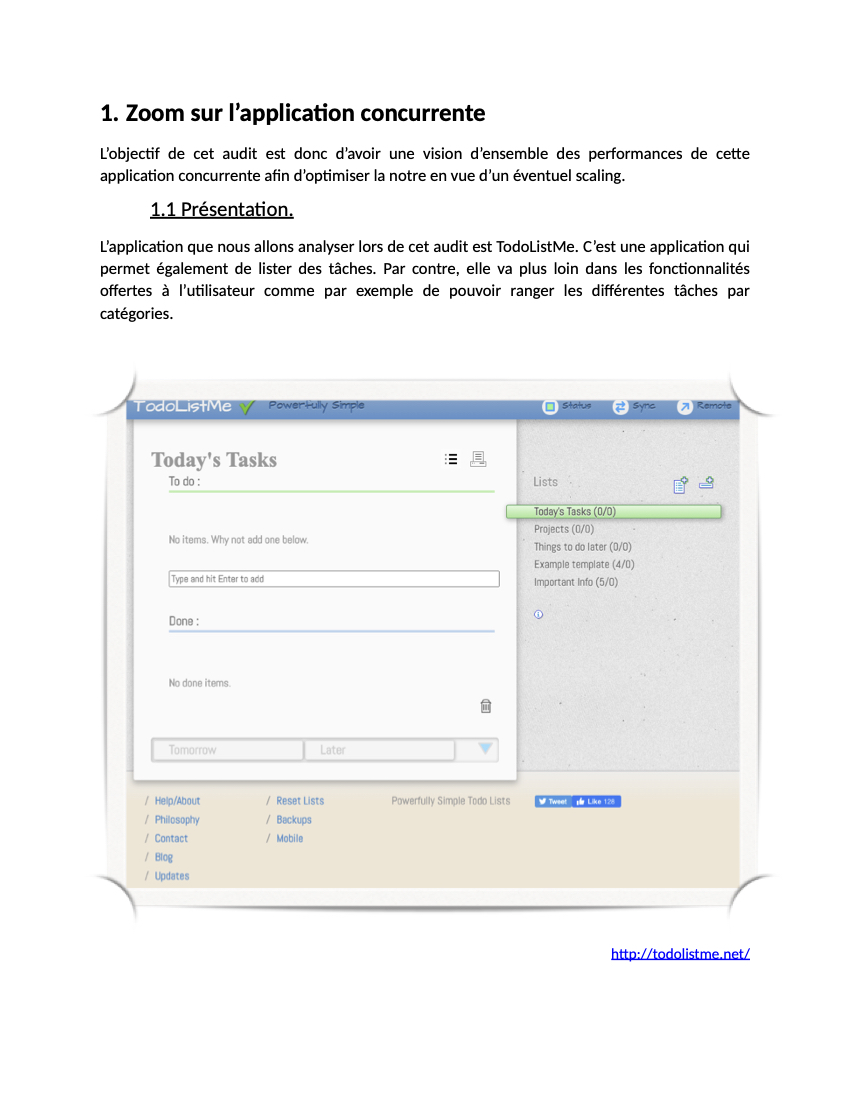 1. Zoom sur l’application concurrente
L’objectif de cet audit est donc d’avoir une vision d’ensemble des performances de cette
application concurrente afin d’optimiser la notre en vue d’un éventuel scaling.
1.1 Présentation.
L’application que nous allons analyser lors de cet audit est TodoListMe. C’est une application qui
permet également de lister des tâches. Par contre, elle va plus loin dans les fonctionnalités
offertes à l’utilisateur comme par exemple de pouvoir ranger les différentes tâches par
catégories.
TodoListMe Powerfully Simple Status Sync Remote
Today's Tasks
To do :
No items. Why not add one below.
Type and hit Enter to add
Done :
No done items.
Tomorrow Later
Lists
Today's Tasks (0/0)
Projects (0/0)
Things to do later (0/0)
Example template (4/0)
Important Info (5/0)
/ Help/About / Reset Lists Powerfully Simple Todo Lists Tweet Like 128
/ Philosophy / Backups
/ Contact / Mobile
/ Blog
/ Updates
http://todolistme.net/